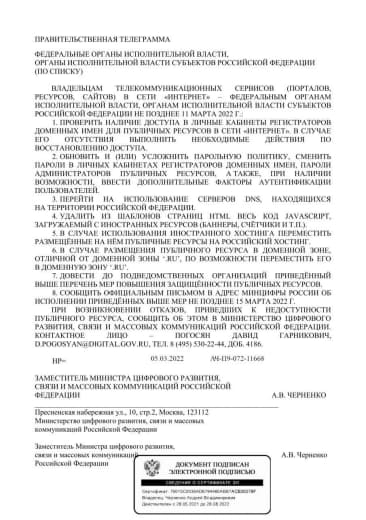 ПРАВИТЕЛЬСТВЕННАЯ ТЕЛЕГРАММА
ФЕДЕРАЛЬНЫЕ ОРГАНЫ ИСПОЛНИТЕЛЬНОЙ ВЛАСТИ,
ОРГАНЫ ИСПОЛНИТЕЛЬНОЙ ВЛАСТИ СУБЪЕКТОВ РОССИЙСКОЙ ФЕДЕРАЦИИ
(ПО СПИСКУ)
ВЛАДЕЛЬЦАМ ТЕЛЕКОММУНИКАЦИОННЫХ СЕРВИСОВ (ПОРТАЛОВ,
РЕСУРСОВ, САЙТОВ) В СЕТИ «ИНТЕРНЕТ» – ФЕДЕРАЛЬНЫМ ОРГАНАМ
ИСПОЛНИТЕЛЬНОЙ ВЛАСТИ, ОРГАНАМ ИСПОЛНИТЕЛЬНОЙ ВЛАСТИ СУБЪЕКТОВ
РОССИЙСКОЙ ФЕДЕРАЦИИ НЕ ПОЗДНЕЕ 11 МАРТА 2022 Г.:
1. ПРОВЕРИТЬ НАЛИЧИЕ ДОСТУПА В ЛИЧНЫЕ КАБИНЕТЫ РЕГИСТРАТОРОВ
ДОМЕННЫХ ИМЕН ДЛЯ ПУБЛИЧНЫХ РЕСУРСОВ В СЕТИ «ИНТЕРНЕТ». В СЛУЧАЕ
ЕГО ОТСУТСТВИЯ ВЫПОЛНИТЬ НЕОБХОДИМЫЕ ДЕЙСТВИЯ ПО
ВОССТАНОВЛЕНИЮ ДОСТУПА.
2. ОБНОВИТЬ И (ИЛИ) УСЛОЖНИТЬ ПАРОЛЬНУЮ ПОЛИТИКУ, СМЕНИТЬ
ПАРОЛИ В ЛИЧНЫХ КАБИНЕТАХ РЕГИСТРАТОРОВ ДОМЕННЫХ ИМЕН, ПАРОЛИ
АДМИНИСТРАТОРОВ ПУБЛИЧНЫХ РЕСУРСОВ, А ТАКЖЕ, ПРИ НАЛИЧИИ
ВОЗМОЖНОСТИ, ВВЕСТИ ДОПОЛНИТЕЛЬНЫЕ ФАКТОРЫ АУТЕНТИФИКАЦИИ
ПОЛЬЗОВАТЕЛЕЙ.
3. ПЕРЕЙТИ НА ИСПОЛЬЗОВАНИЕ СЕРВЕРОВ DNS, НАХОДЯЩИХСЯ
НА ТЕРРИТОРИИ РОССИЙСКОЙ ФЕДЕРАЦИИ.
4. УДАЛИТЬ ИЗ ШАБЛОНОВ СТРАНИЦ HTML ВЕСЬ КОД JAVASCRIPT,
ЗАГРУЖАЕМЫЙ С ИНОСТРАННЫХ РЕСУРСОВ (БАННЕРЫ, СЧЁТЧИКИ И Т.П.).
5. В СЛУЧАЕ ИСПОЛЬЗОВАНИЯ ИНОСТРАННОГО ХОСТИНГА ПЕРЕМЕСТИТЬ
РАЗМЕЩЁННЫЕ НА НЁМ ПУБЛИЧНЫЕ РЕСУРСЫ НА РОССИЙСКИЙ ХОСТИНГ.
6. В СЛУЧАЕ РАЗМЕЩЕНИЯ ПУБЛИЧНОГО РЕСУРСА В ДОМЕННОЙ ЗОНЕ,
ОТЛИЧНОЙ ОТ ДОМЕННОЙ ЗОНЫ '.RU', ПО ВОЗМОЖНОСТИ ПЕРЕМЕСТИТЬ ЕГО
В ДОМЕННУЮ ЗОНУ '.RU'.
7. ДОВЕСТИ ДО ПОДВЕДОМСТВЕННЫХ ОРГАНИЗАЦИЙ ПРИВЕДЁННЫЙ
ВЫШЕ ПЕРЕЧЕНЬ МЕР ПОВЫШЕНИЯ ЗАЩИЩЁННОСТИ ПУБЛИЧНЫХ РЕСУРСОВ.
8. СООБЩИТЬ ОФИЦИАЛЬНЫМ ПИСЬМОМ В АДРЕС МИНЦИФРЫ РОССИИ ОБ
ИСПОЛНЕНИИ ПРИВЕДЁННЫХ ВЫШЕ МЕР НЕ ПОЗДНЕЕ 15 МАРТА 2022 Г.
ПРИ ВОЗНИКНОВЕНИИ ОТКАЗОВ, ПРИВЕДШИХ К НЕДОСТУПНОСТИ
ПУБЛИЧНОГО РЕСУРСА, СООБЩИТЬ ОБ ЭТОМ В МИНИСТЕРСТВО ЦИФРОВОГО
РАЗВИТИЯ, СВЯЗИ И МАССОВЫХ КОММУНИКАЦИЙ РОССИЙСКОЙ ФЕДЕРАЦИИ.
КОНТАКТНОЕ ЛИЦО – ПОГОСЯН ДАВИД ГАРНИКОВИЧ,
D.POGOSYAN@DIGITAL.GOV.RU, ТЕЛ. 8 (495) 530-22-44, ДОБ. 4186.
НР= 05.03.2022 АЧ-П9-072-11668
ЗАМЕСТИТЕЛЬ МИНИСТРА ЦИФРОВОГО РАЗВИТИЯ,
СВЯЗИ И МАССОВЫХ КОММУНИКАЦИЙ РОССИЙСКОЙ
ФЕДЕРАЦИИ А.В. ЧЕРНЕНКО
Пресненская набережная ул., 10, стр.2, Москва, 123112
Министерство цифрового развития, связи и массовых
коммуникаций Российской Федерации
Заместитель Министра цифрового развития,
связи и массовых коммуникаций
Российской Федерации А.В. Черненко
ДОКУМЕНТ ПОДПИСАН
ЭЛЕКТРОННОЙ ПОДПИСЬЮ
СВЕДЕНИЯ О СЕРТИФИКАТЕ ЭП
Сертификат
Владелец Черненко Андрей Владимирович
Действителен с 28.05.2021 до 28.08.2022